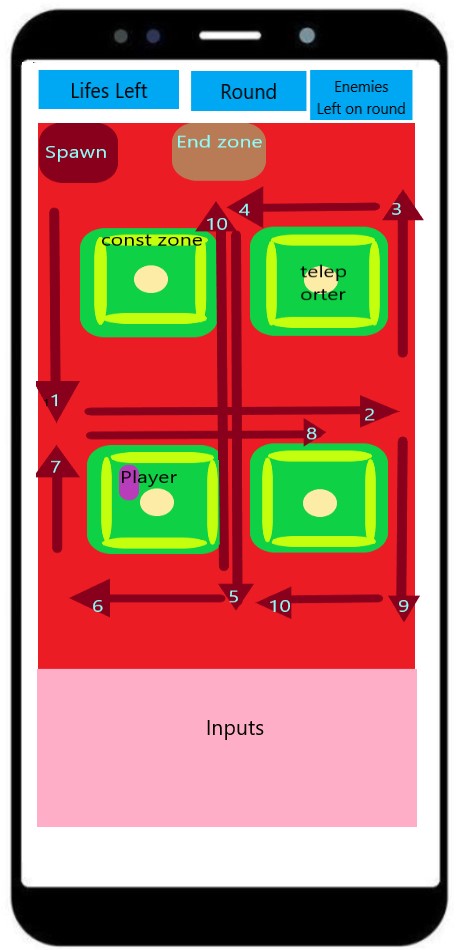 Lifes Left
Round
Enemies
Left on round
Spawn
End zone
10
4
3
const zone
telep
orter
1
2
8
7
Player
6
5
10
9
Inputs